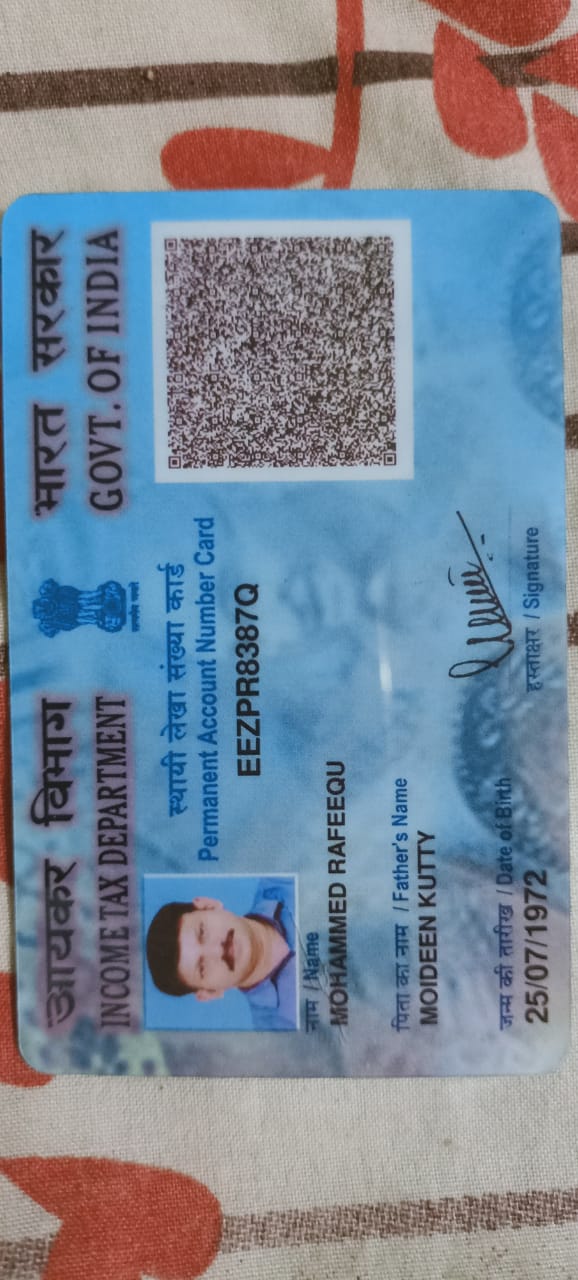 आयकर विभाग
INCOME TAX DEPARTMENT
भारत सरकार
GOVT. OF INDIA
सत्यमेव जयते
स्थायी लेखा संख्या कार्ड
Permanent Account Number Card
EEZPR8387Q
नाम / Name
MOHAMMED RAFEEQU
पिता का नाम / Father's Name
MOIDEEN KUTTY
जन्म की तारीख / Date of Birth
25/07/1972
हस्ताक्षर / Signature